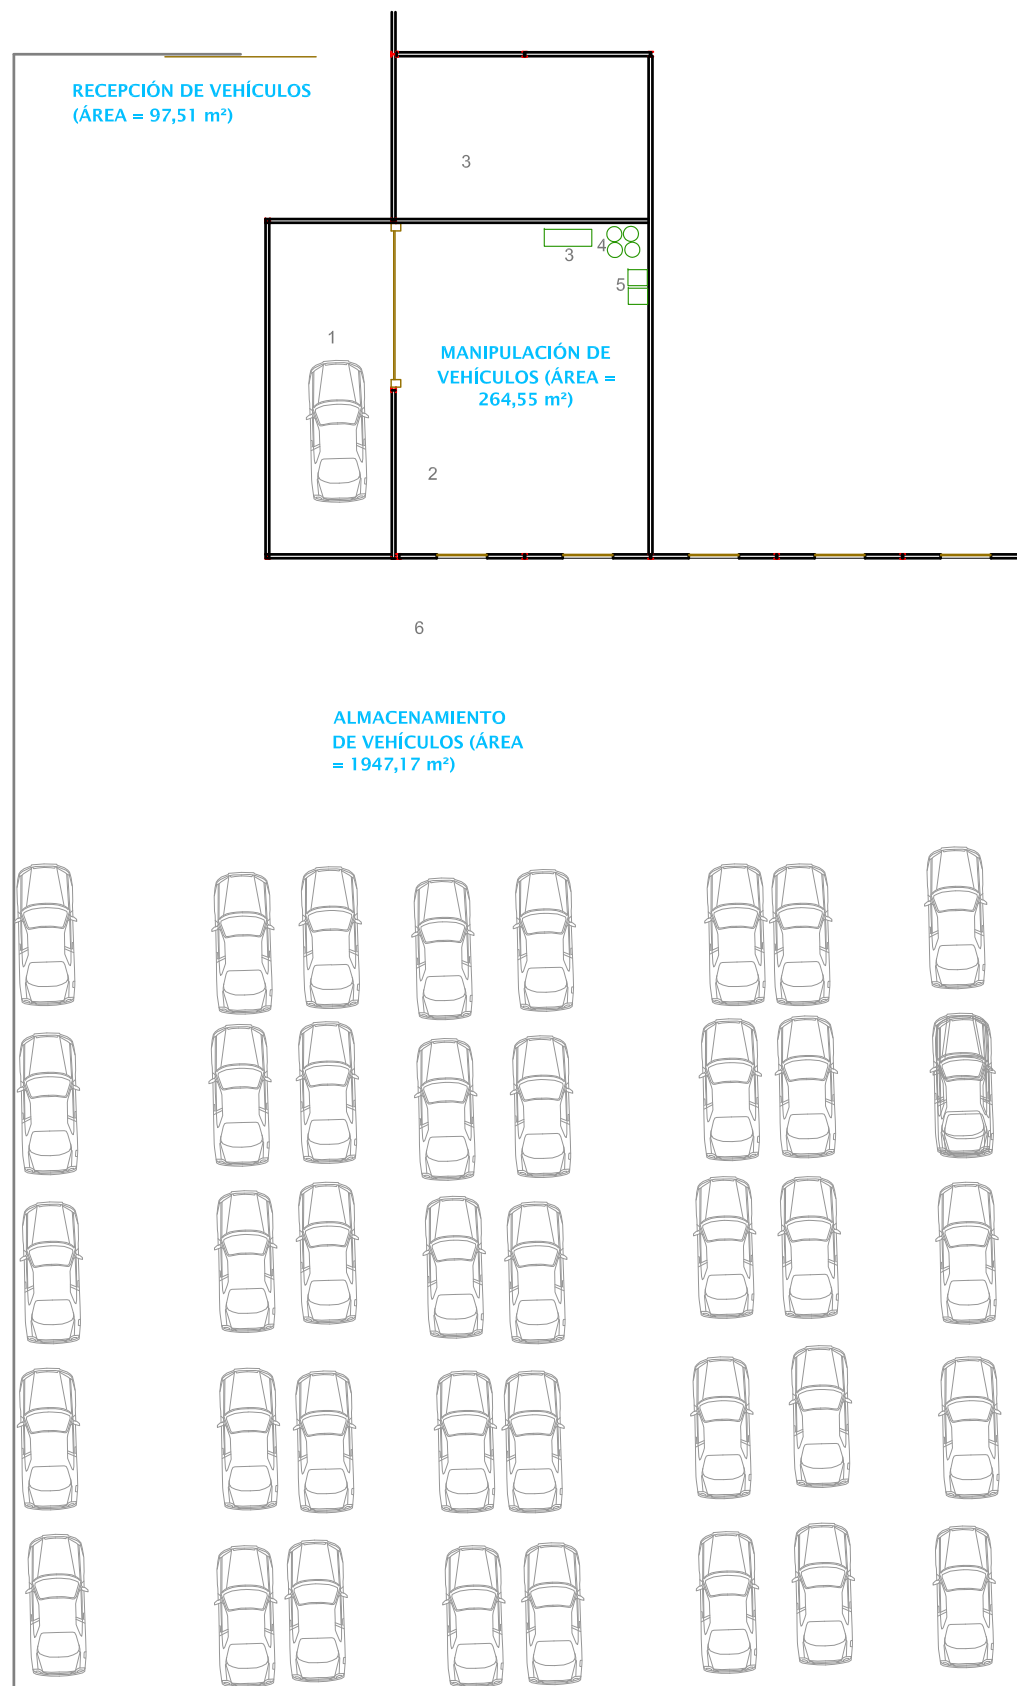 RECEPCIÓN DE VEHÍCULOS
(ÁREA = 97,51 m²)
3
4
3
5
1
MANIPULACIÓN DE
VEHÍCULOS (ÁREA =
264,55 m²)
2
6
ALMACENAMIENTO
DE VEHÍCULOS (ÁREA
= 1947,17 m²)